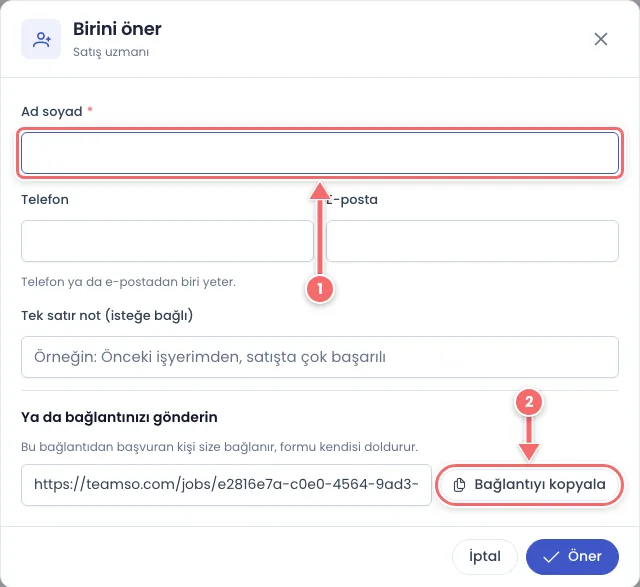 Birini öner
Satış uzmanı
Ad soyad *
Telefon
E-posta
1
Telefon ya da e-postadan biri yeter.
Tek satır not (isteğe bağlı)
Örneğin: Önceki işyerimden, satışta çok başarılı
2
Ya da bağlantınızı gönderin
Bu bağlantıdan başvuran kişi size bağlanır, formu kendisi doldurur.
https://teamso.com/jobs/e2816e7a-c0e0-4564-9ad3-
Bağlantıyı kopyala
İptal
Öner